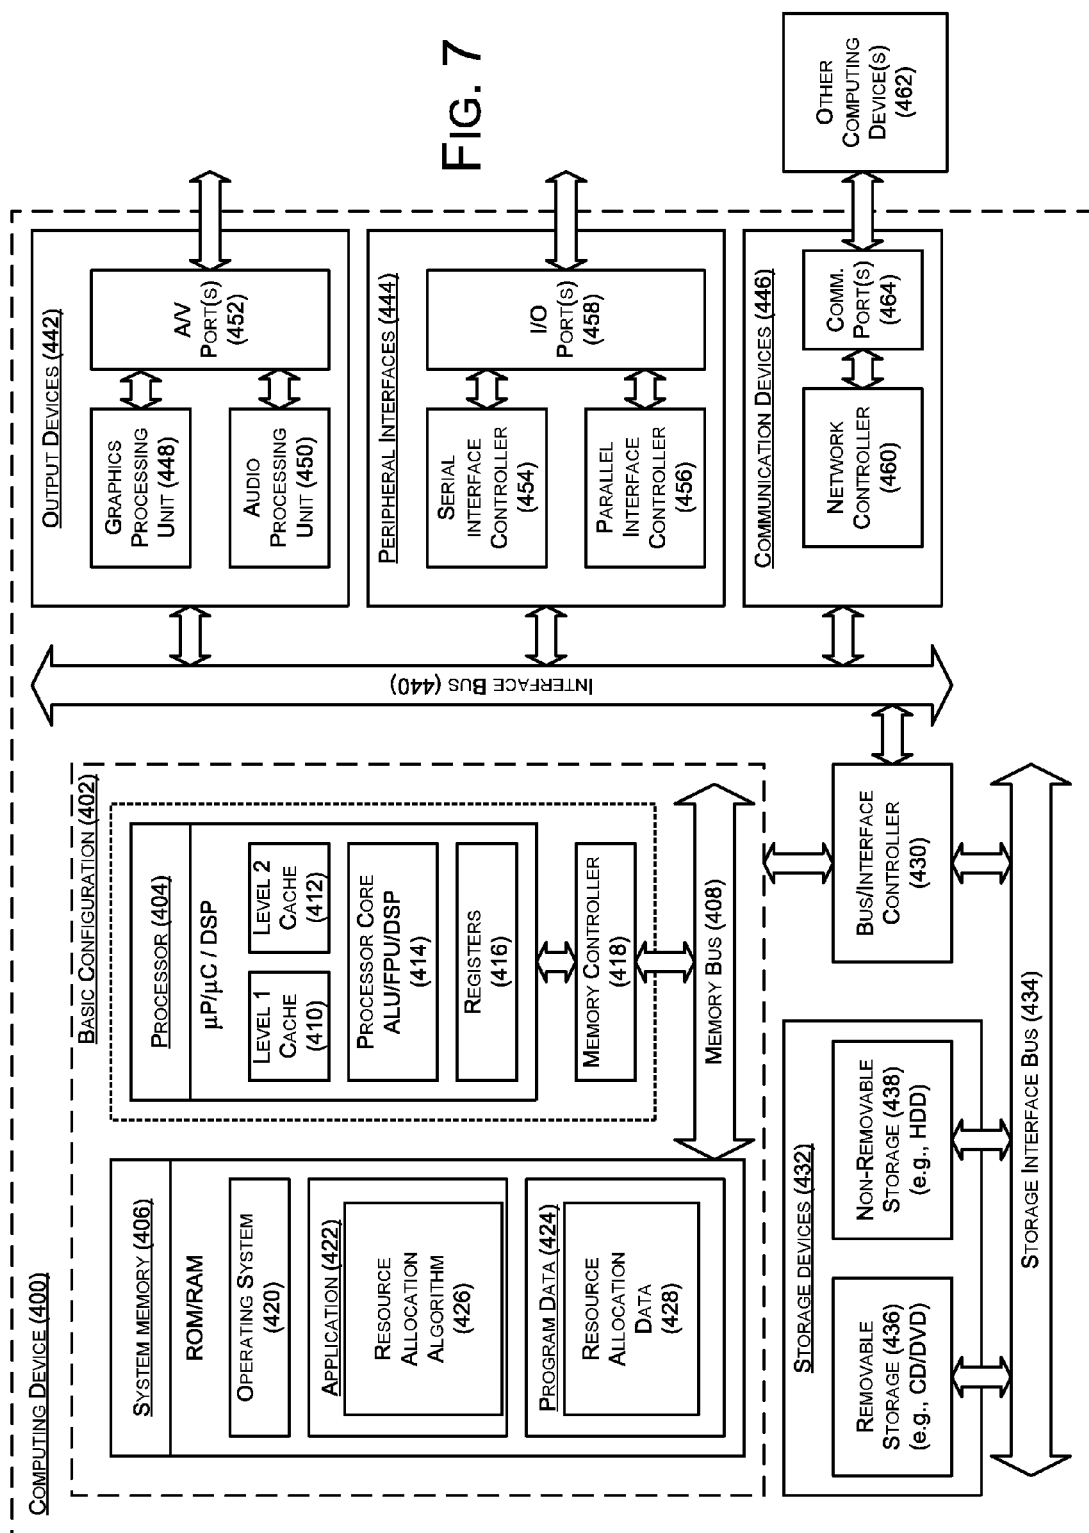 COMPUTING DEVICE (400)
BASIC CONFIGURATION (402)
SYSTEM MEMORY (406)
ROM/RAM
OPERATING SYSTEM
(420)
APPLICATION (422)
RESOURCE
ALLOCATION
ALGORITHM
(426)
PROGRAM DATA (424)
RESOURCE
ALLOCATION
DATA
(428)
PROCESSOR (404)
µP/µC / DSP
LEVEL 1
CACHE
(410)
LEVEL 2
CACHE
(412)
PROCESSOR CORE
ALU/FPU/DSP
(414)
REGISTERS
(416)
MEMORY CONTROLLER
(418)
MEMORY BUS (408)
STORAGE DEVICES (432)
REMOVABLE
STORAGE (436)
(e.g., CD/DVD)
NON-REMOVABLE
STORAGE (438)
(e.g., HDD)
BUS/INTERFACE
CONTROLLER
(430)
STORAGE INTERFACE BUS (434)
INTERFACE BUS (440)
OUTPUT DEVICES (442)
GRAPHICS
PROCESSING
UNIT (448)
AUDIO
PROCESSING
UNIT (450)
A/V
PORT(S)
(452)
PERIPHERAL INTERFACES (444)
SERIAL
INTERFACE
CONTROLLER
(454)
PARALLEL
INTERFACE
CONTROLLER
(456)
I/O
PORT(S)
(458)
COMMUNICATION DEVICES (446)
NETWORK
CONTROLLER
(460)
COMM.
PORT(S)
(464)
OTHER
COMPUTING
DEVICE(S)
(462)
FIG. 7